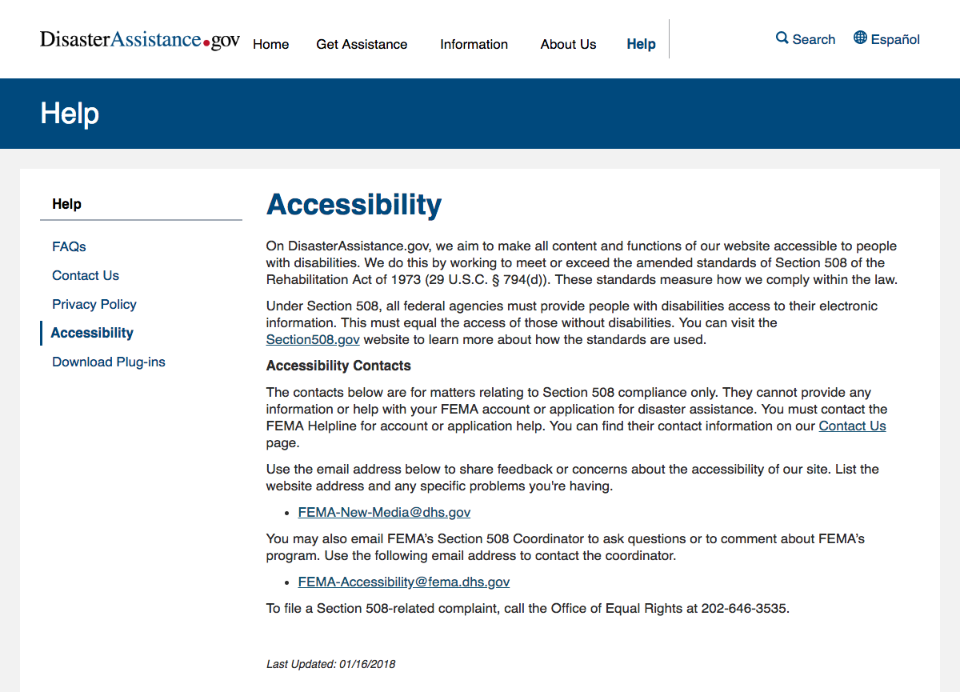 DisasterAssistance.gov Home Get Assistance Information About Us Help Search Español
Help
Help
FAQs
Contact Us
Privacy Policy
Accessibility
Download Plug-ins
Accessibility
On DisasterAssistance.gov, we aim to make all content and functions of our website accessible to people
with disabilities. We do this by working to meet or exceed the amended standards of Section 508 of the
Rehabilitation Act of 1973 (29 U.S.C. § 794(d)). These standards measure how we comply within the law.
Under Section 508, all federal agencies must provide people with disabilities access to their electronic
information. This must equal the access of those without disabilities. You can visit the
Section508.gov website to learn more about how the standards are used.
Accessibility Contacts
The contacts below are for matters relating to Section 508 compliance only. They cannot provide any
information or help with your FEMA account or application for disaster assistance. You must contact the
FEMA Helpline for account or application help. You can find their contact information on our Contact Us
page.
Use the email address below to share feedback or concerns about the accessibility of our site. List the
website address and any specific problems you're having.
• FEMA-New-Media@dhs.gov
You may also email FEMA's Section 508 Coordinator to ask questions or to comment about FEMA's
program. Use the following email address to contact the coordinator.
• FEMA-Accessibility@fema.dhs.gov
To file a Section 508-related complaint, call the Office of Equal Rights at 202-646-3535.
Last Updated: 01/16/2018